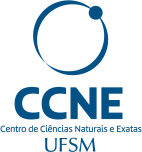 CCNE
Centro de Ciências Naturais e Exatas
UFSM